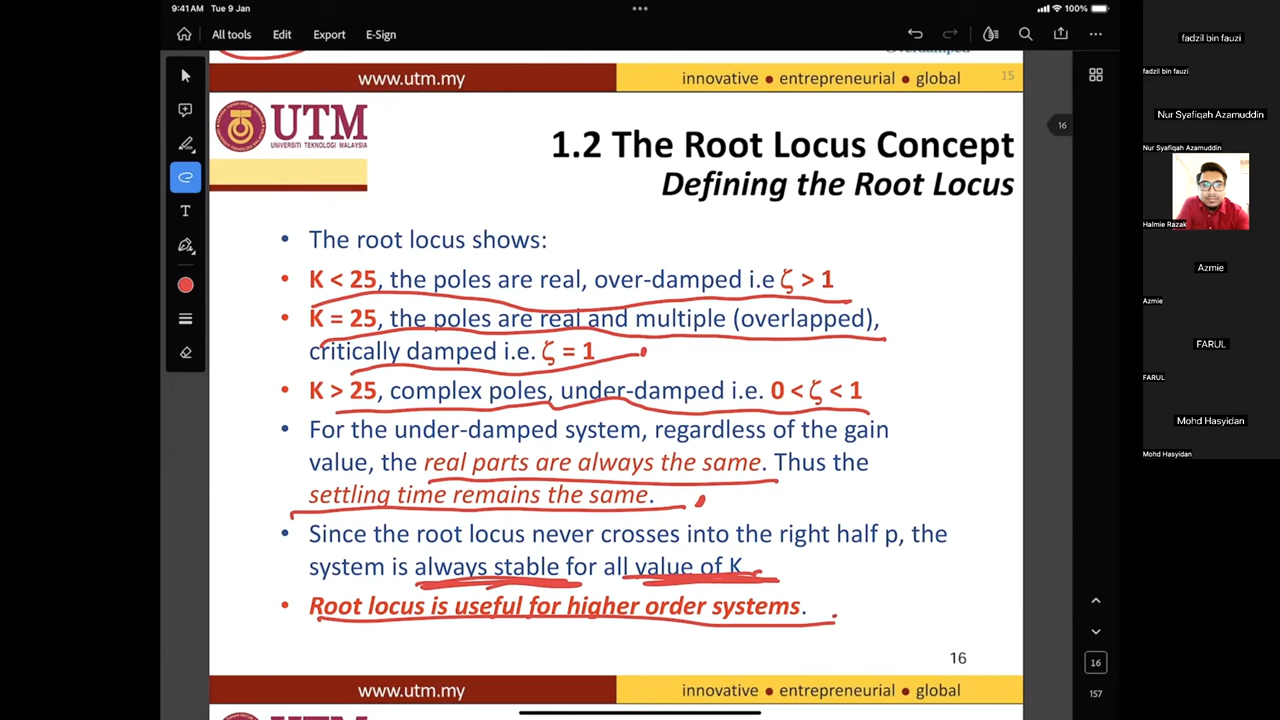 9:41AM Tue 9 Jan
100%
All tools Edit Export E-Sign
Overdamped
www.utm.my
innovative ● entrepreneurial ● global
15
UTM
UNIVERSITI TEKNOLOGI MALAYSIA
1.2 The Root Locus Concept
Defining the Root Locus
16
• The root locus shows:
• K < 25, the poles are real, over-damped i.e ζ > 1
• K = 25, the poles are real and multiple (overlapped),
critically damped i.e. ζ = 1
• K > 25, complex poles, under-damped i.e. 0 < ζ < 1
• For the under-damped system, regardless of the gain
value, the real parts are always the same. Thus the
settling time remains the same.
• Since the root locus never crosses into the right half p, the
system is always stable for all value of K
• Root locus is useful for higher order systems.
16
www.utm.my
innovative ● entrepreneurial ● global
UTM
16
157
fadzil bin fauzi
fadzil bin fauzi
Nur Syafiqah Azamuddin
Nur Syafiqah Azamuddin
Halmie Razak
Azmie
Azmie
FARUL
FARUL
Mohd Hasyidan
Mohd Hasyidan